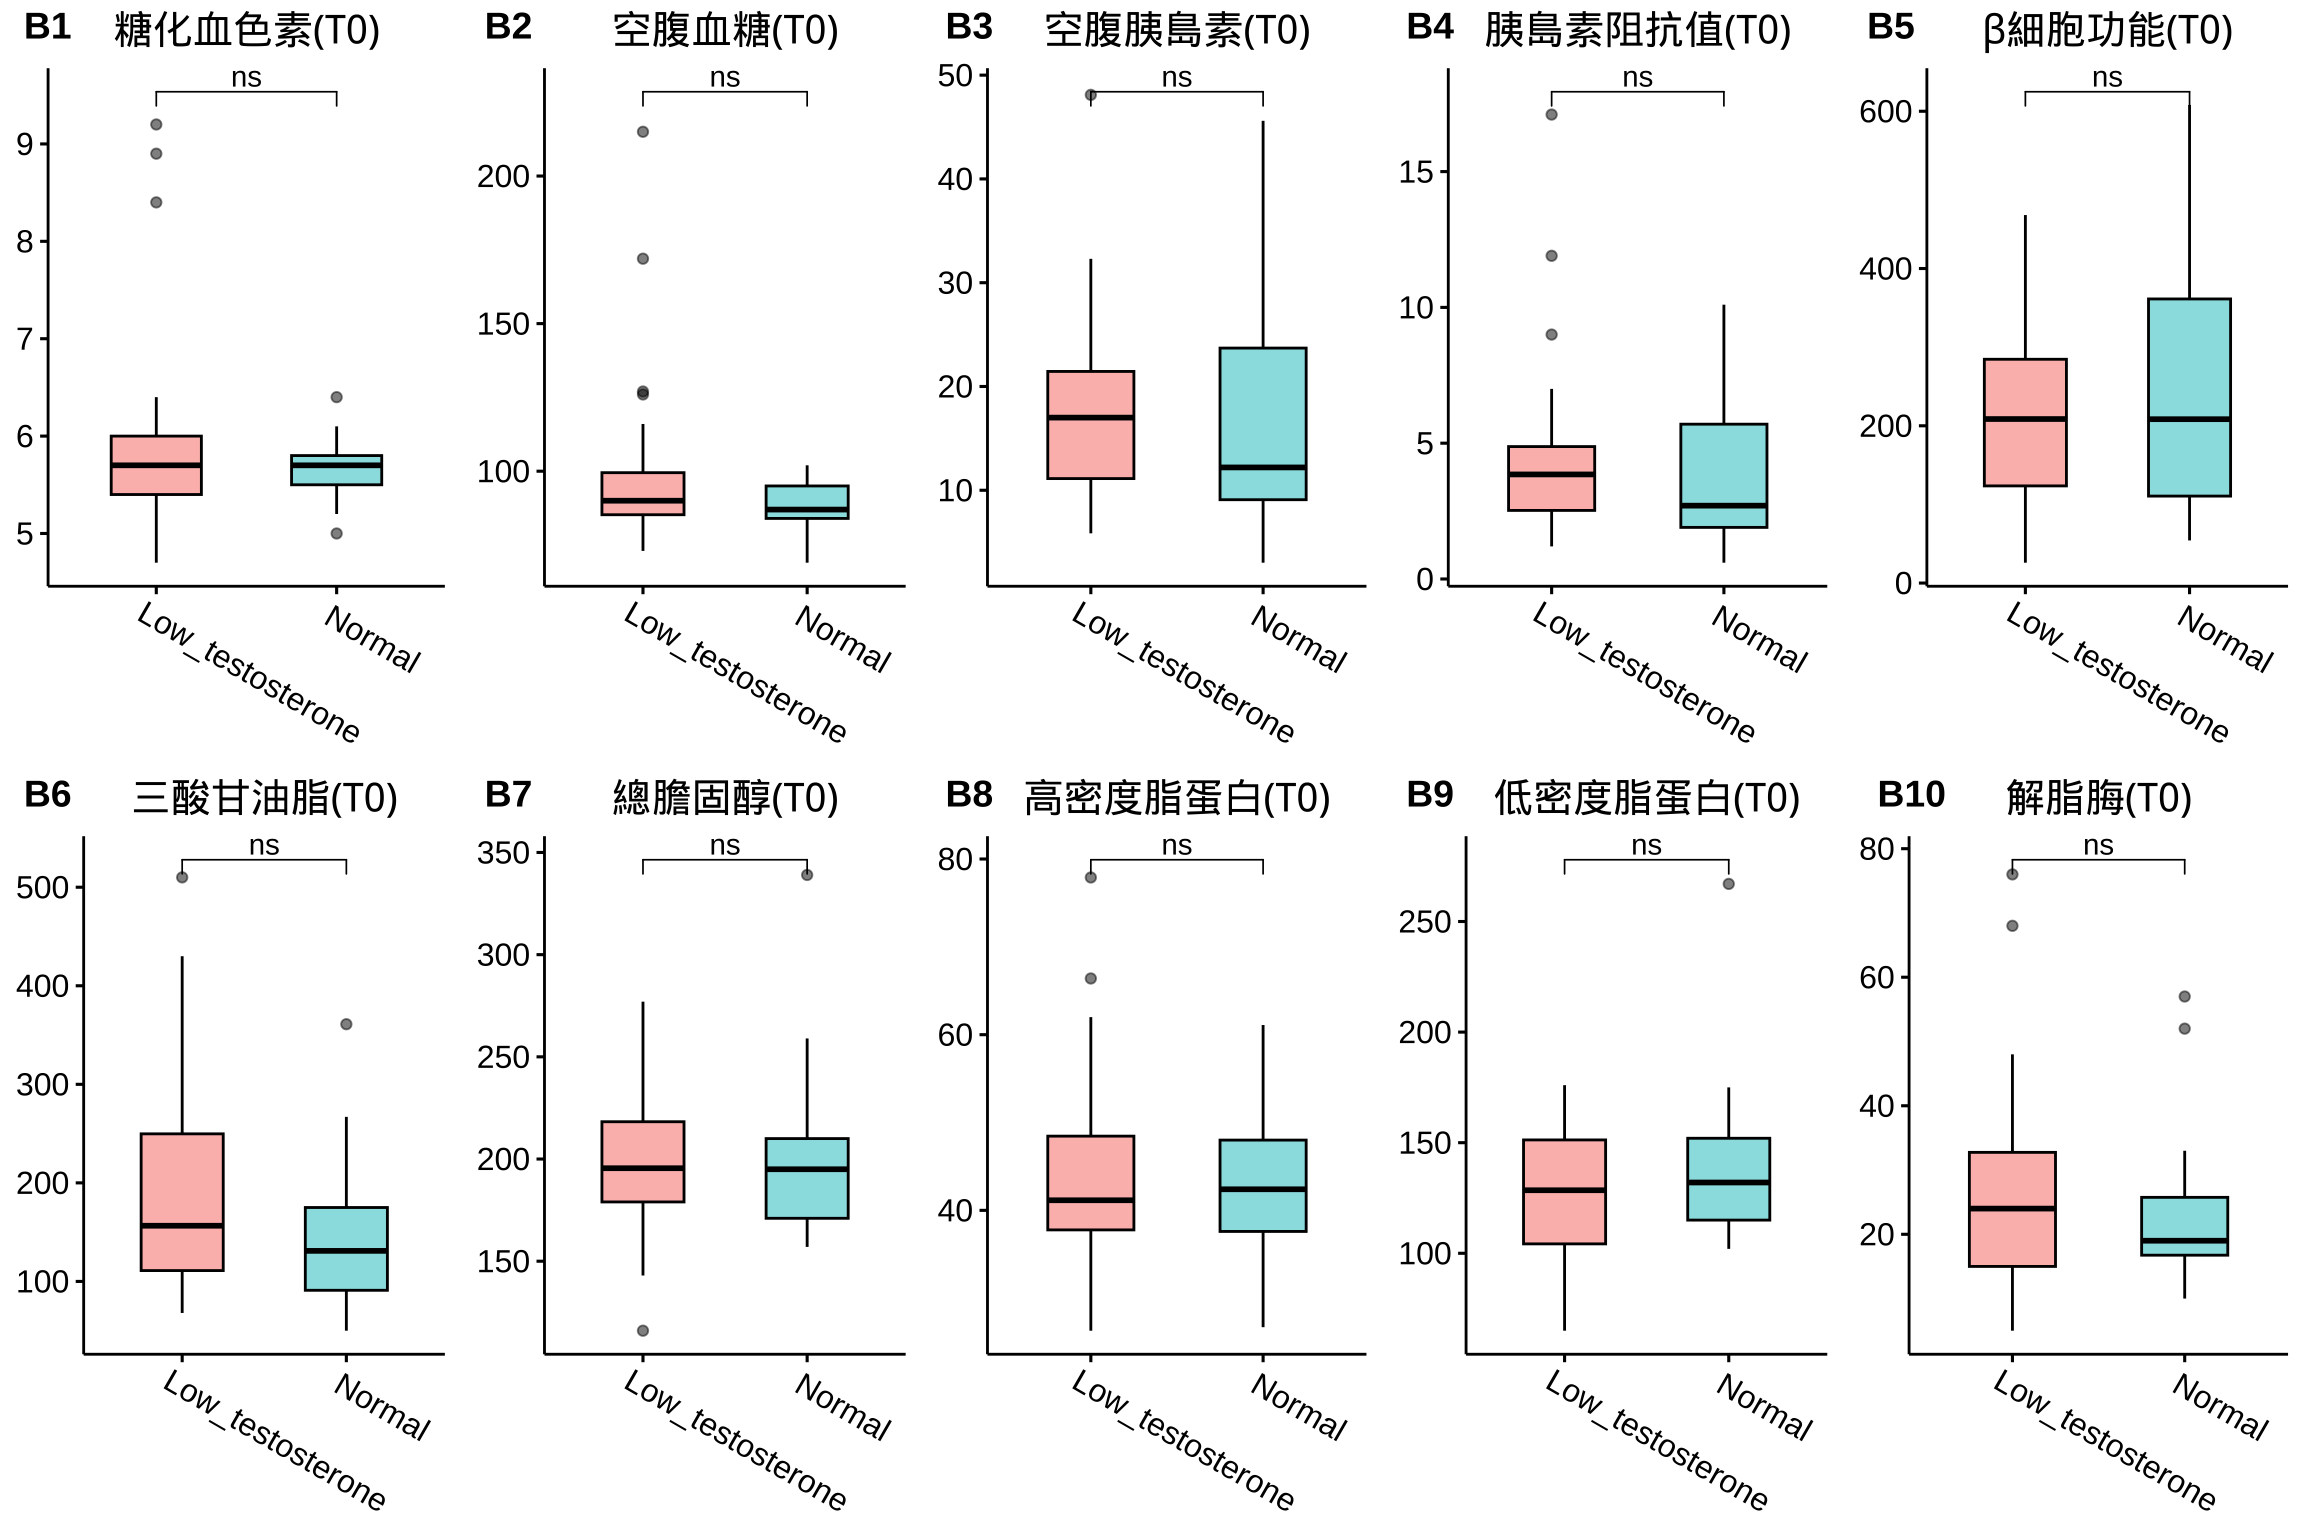 B1 糖化血色素(T0)
ns
9
8
7
6
5
Low_testosterone
Normal
B2 空腹血糖(T0)
ns
200
150
100
Low_testosterone
Normal
B3 空腹胰島素(T0)
ns
50
40
30
20
10
Low_testosterone
Normal
B4 胰島素阻抗值(T0)
ns
15
10
5
0
Low_testosterone
Normal
B5 β細胞功能(T0)
ns
600
400
200
0
Low_testosterone
Normal
B6 三酸甘油脂(T0)
ns
500
400
300
200
100
Low_testosterone
Normal
B7 總膽固醇(T0)
ns
350
300
250
200
150
Low_testosterone
Normal
B8 高密度脂蛋白(T0)
ns
80
60
40
Low_testosterone
Normal
B9 低密度脂蛋白(T0)
ns
250
200
150
100
Low_testosterone
Normal
B10 解脂脢(T0)
ns
80
60
40
20
Low_testosterone
Normal